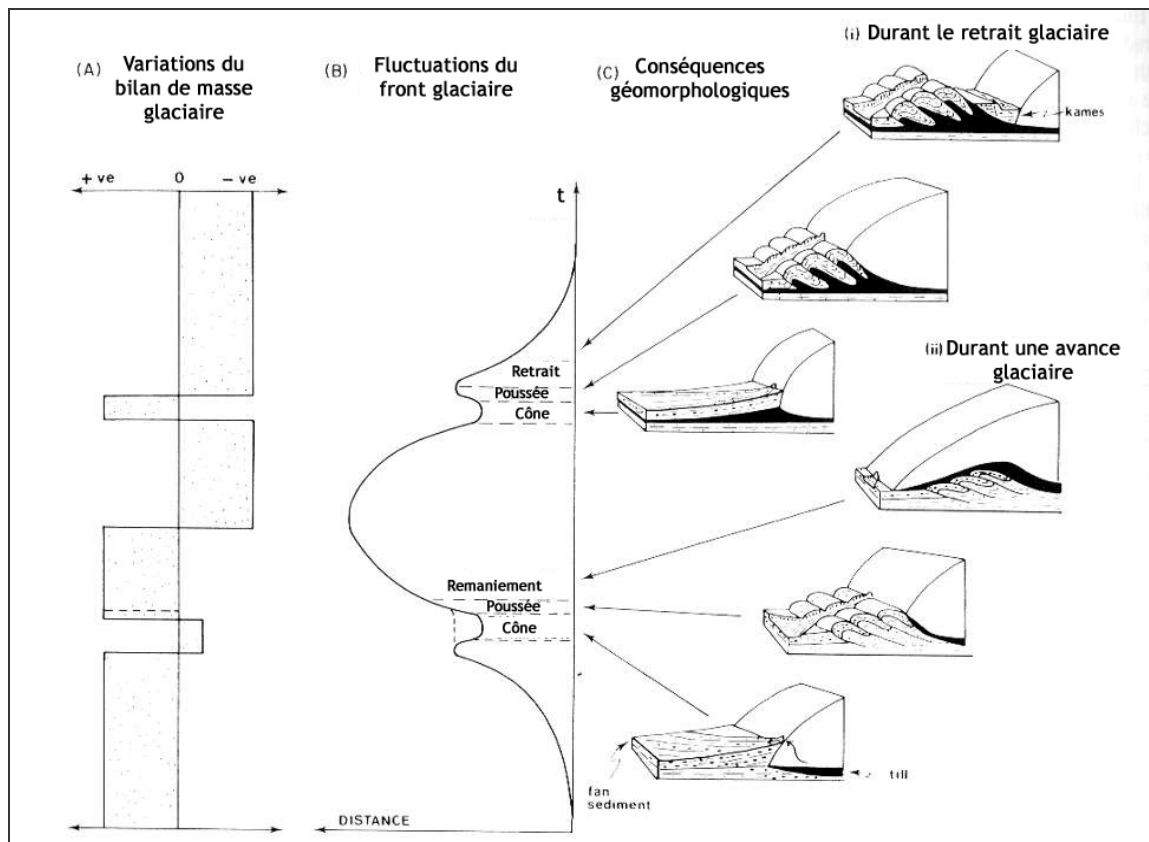 (A) Variations du
bilan de masse
glaciaire
(B) Fluctuations du
front glaciaire
(C) Conséquences
géomorphologiques
(i) Durant le retrait glaciaire
kames
+ ve 0 - ve
t
Retrait
Poussée
Cône
(ii) Durant une avance
glaciaire
Remaniement
Poussée
Cône
fan
sediment
till
DISTANCE